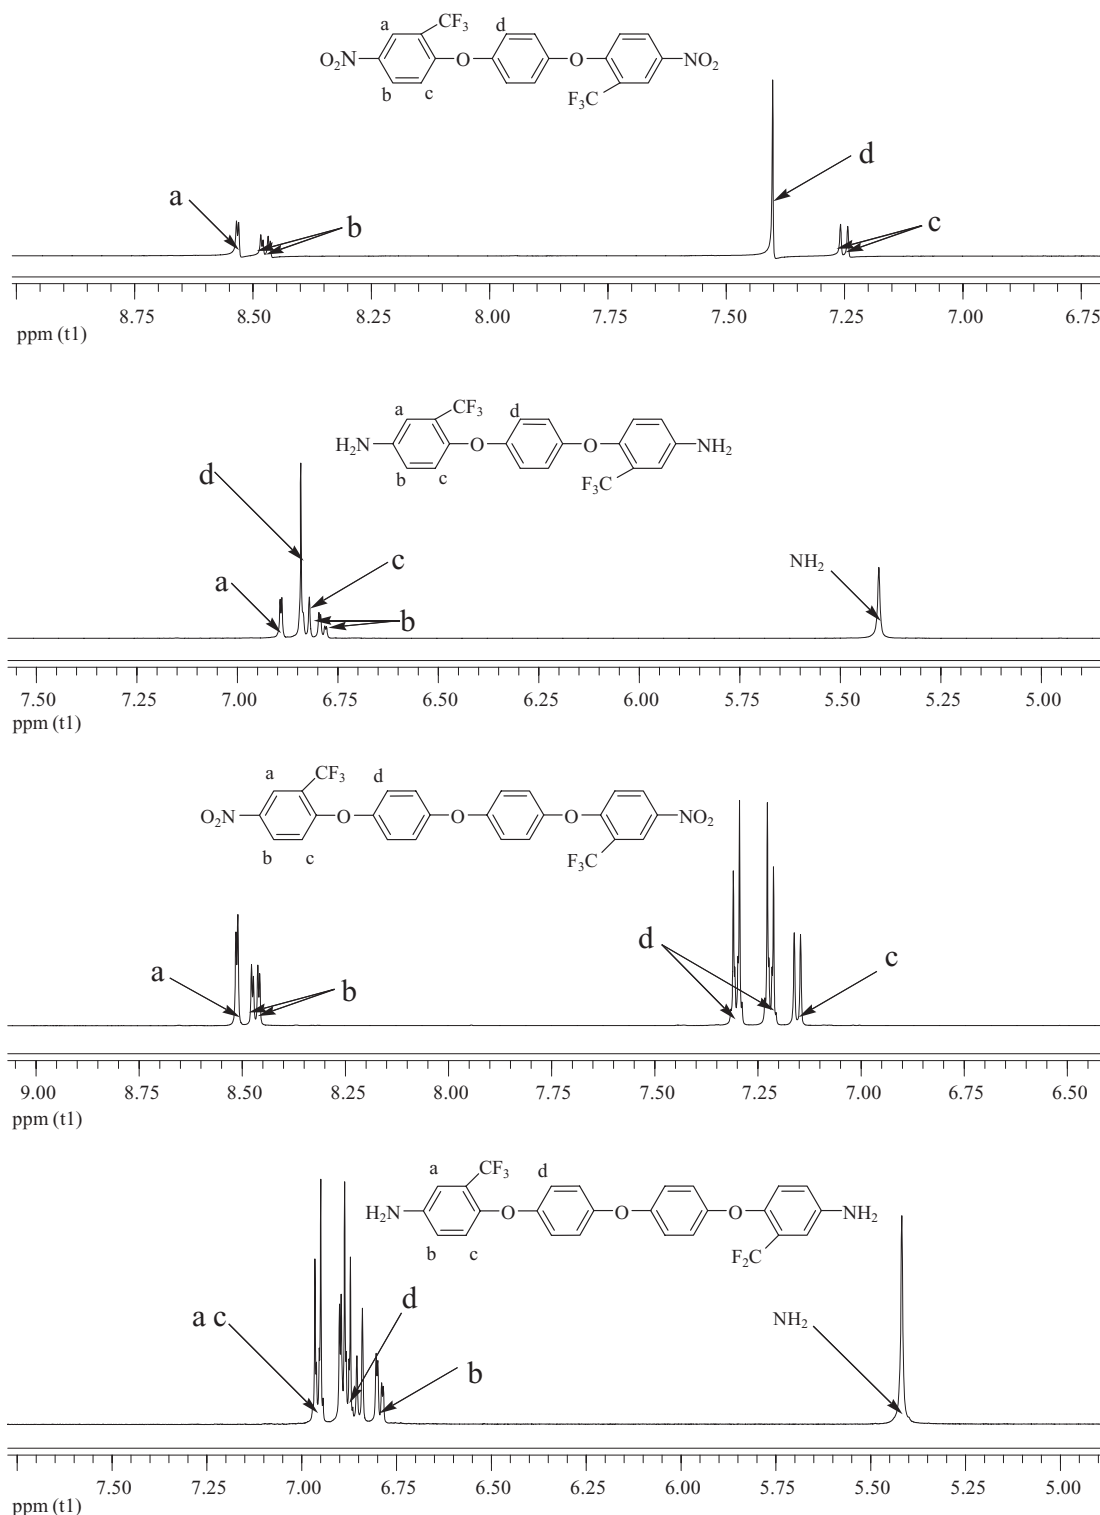 a CF₃ d
O₂N O O NO₂
b c F₃C
a b d c
8.75 8.50 8.25 8.00 7.75 7.50 7.25 7.00 6.75
ppm (t1)
a CF₃ d
H₂N O O NH₂
b c F₃C
d a c b NH₂
7.50 7.25 7.00 6.75 6.50 6.25 6.00 5.75 5.50 5.25 5.00
ppm (t1)
a CF₃ d
O₂N O O O NO₂
b c F₃C
a b d c
9.00 8.75 8.50 8.25 8.00 7.75 7.50 7.25 7.00 6.75 6.50
ppm (t1)
a CF₃ d
H₂N O O O NH₂
b c F₂C
a c d b NH₂
7.50 7.25 7.00 6.75 6.50 6.25 6.00 5.75 5.50 5.25 5.00
ppm (t1)